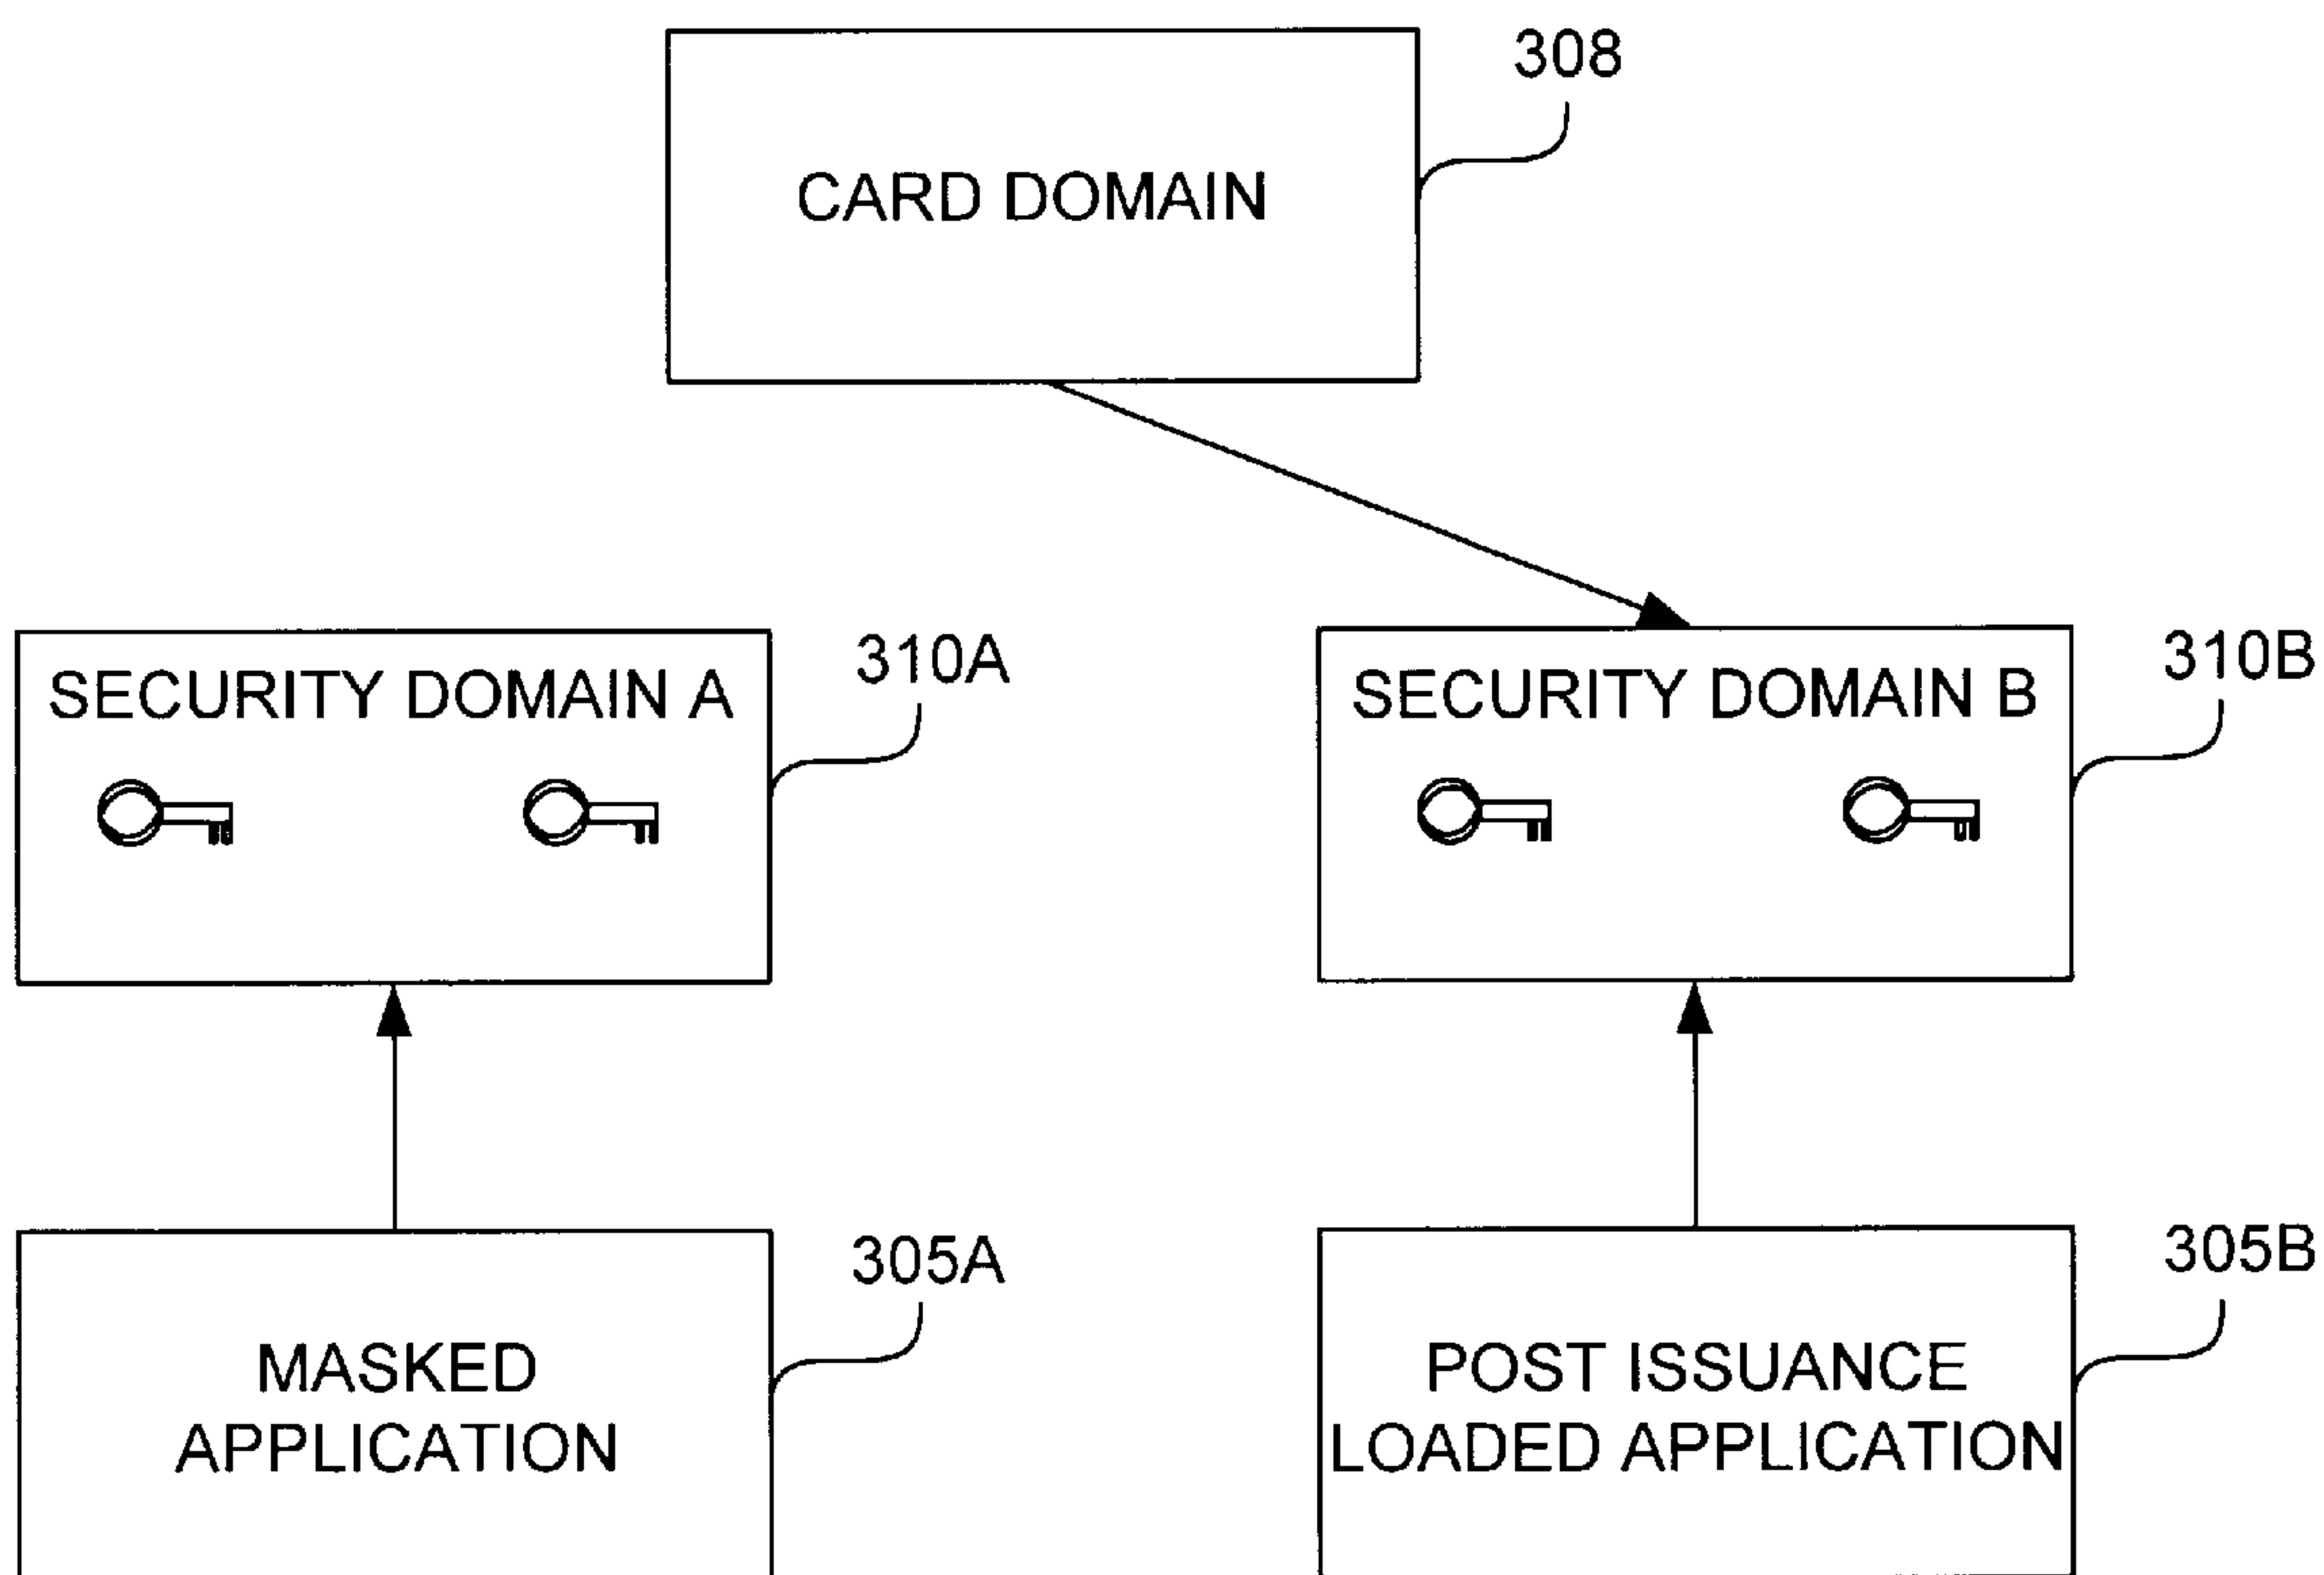 308
CARD DOMAIN
310A
310B
SECURITY DOMAIN A
SECURITY DOMAIN B
305A
305B
MASKED
APPLICATION
POST ISSUANCE
LOADED APPLICATION